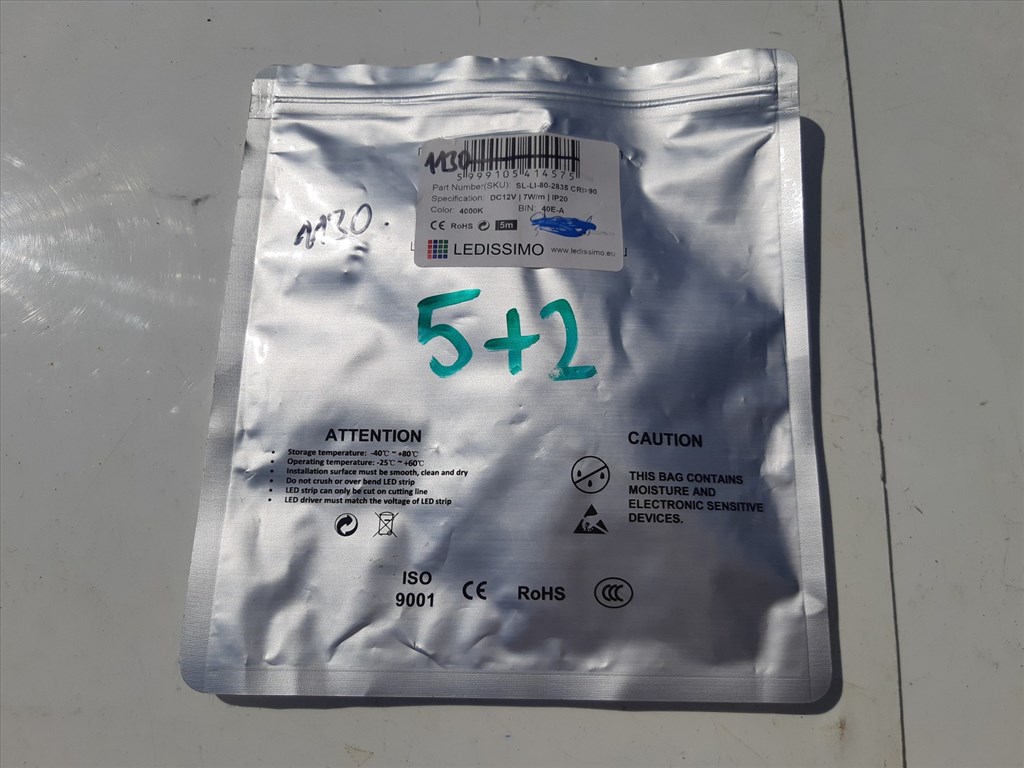 1130
5999105414575
Part Number(SKU): SL-LI-80-2835 CRI>90
Specification: DC12V | 7W/m | IP20
Color: 4000K BIN: 40E-A
CE RoHS 5m
LEDISSIMO www.ledissimo.eu
1130.
5+2
ATTENTION
• Storage temperature: -40℃ ~ +80℃
• Operating temperature: -25℃ ~ +60℃
• Installation surface must be smooth, clean and dry
• Do not crush or over bend LED strip
• LED strip can only be cut on cutting line
• LED driver must match the voltage of LED strip
CAUTION
THIS BAG CONTAINS
MOISTURE AND
ELECTRONIC SENSITIVE
DEVICES.
ISO
9001
CE
RoHS
CCC